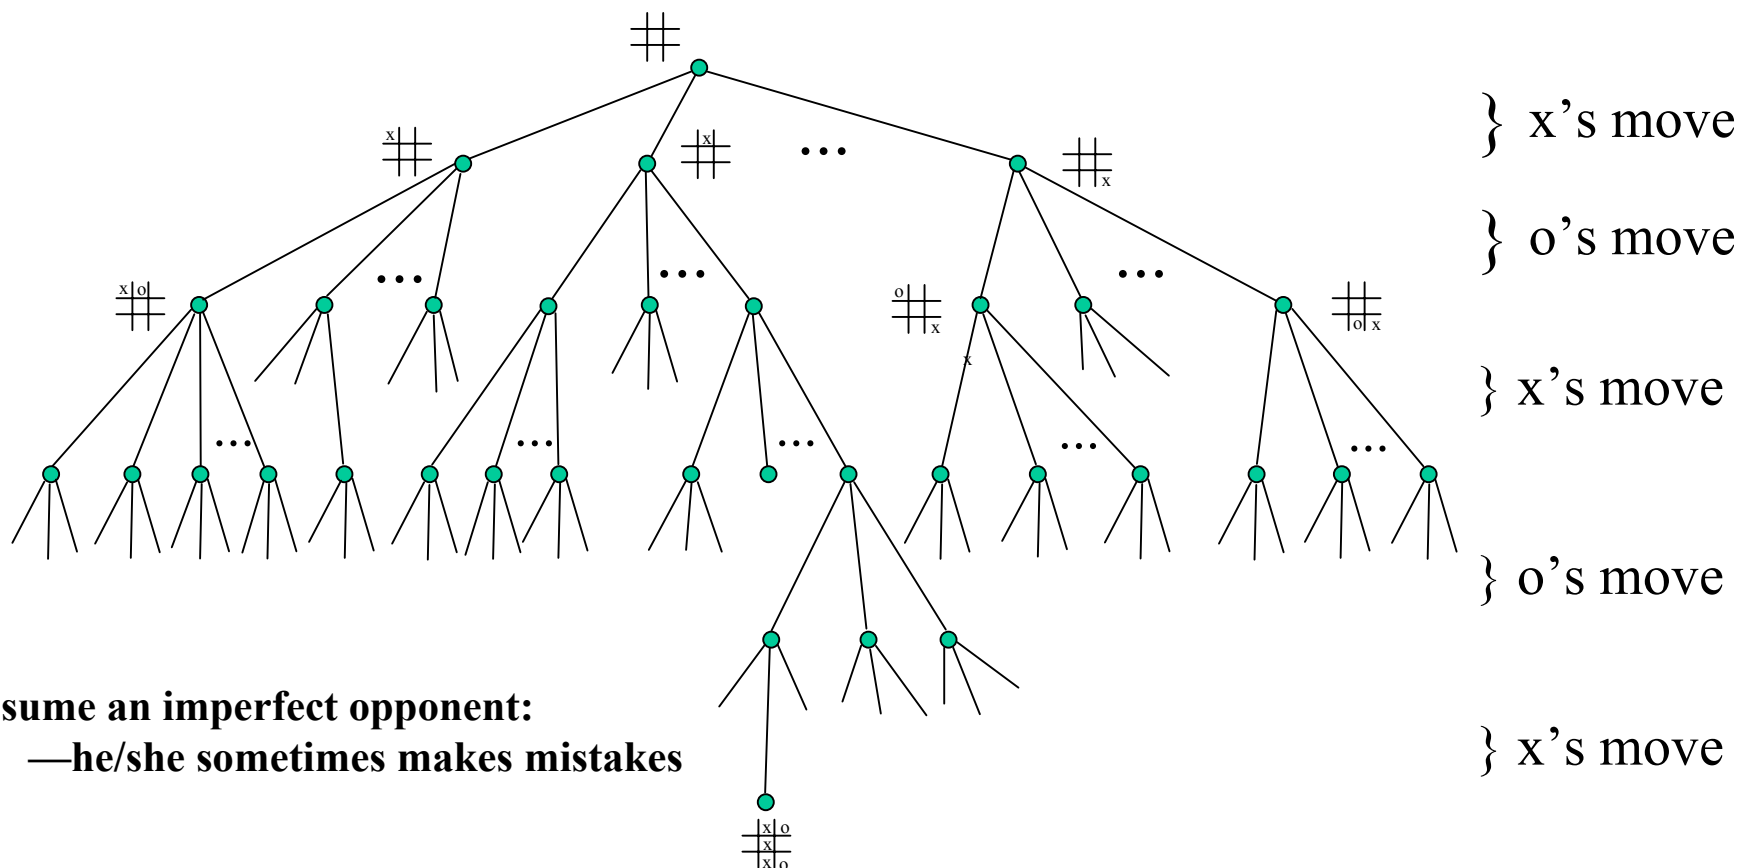 x
x
...
x
} x's move
x o
...
...
o
x
...
o x
} o's move
x
...
...
...
...
...
} x's move
} o's move
sume an imperfect opponent:
—he/she sometimes makes mistakes
} x's move
x o
x
x o